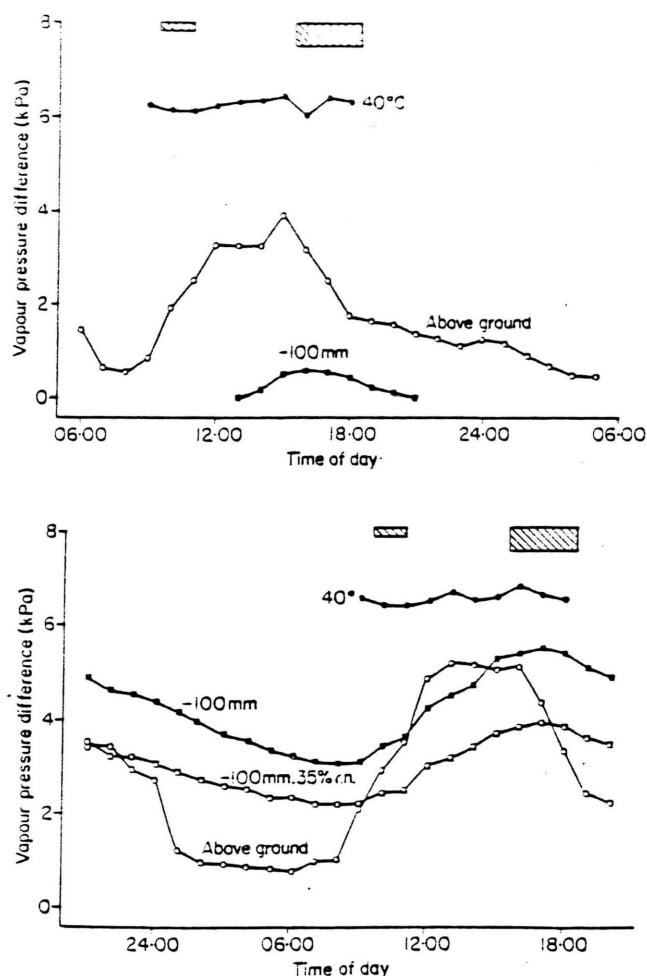 8
6
4
2
0
Vapour pressure difference (kPa)
40°C
Above ground
-100mm
06·00
12·00
18·00
24·00
06·00
Time of day
8
6
4
2
0
Vapour pressure difference (kPa)
40°
-100mm
-100mm, 35% r.n.
Above ground
24·00
06·00
12·00
18·00
Time of day